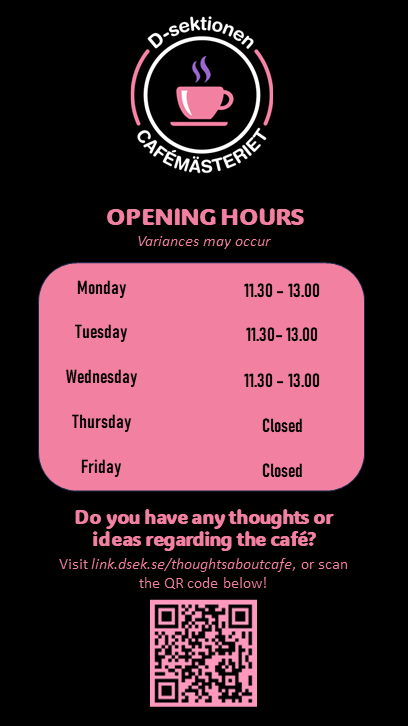 D-sektionen
CAFÉMÄSTERIET
OPENING HOURS
Variances may occur
Monday 11.30 - 13.00
Tuesday 11.30- 13.00
Wednesday 11.30 - 13.00
Thursday Closed
Friday Closed
Do you have any thoughts or
ideas regarding the café?
Visit link.dsek.se/thoughtsaboutcafe, or scan
the QR code below!